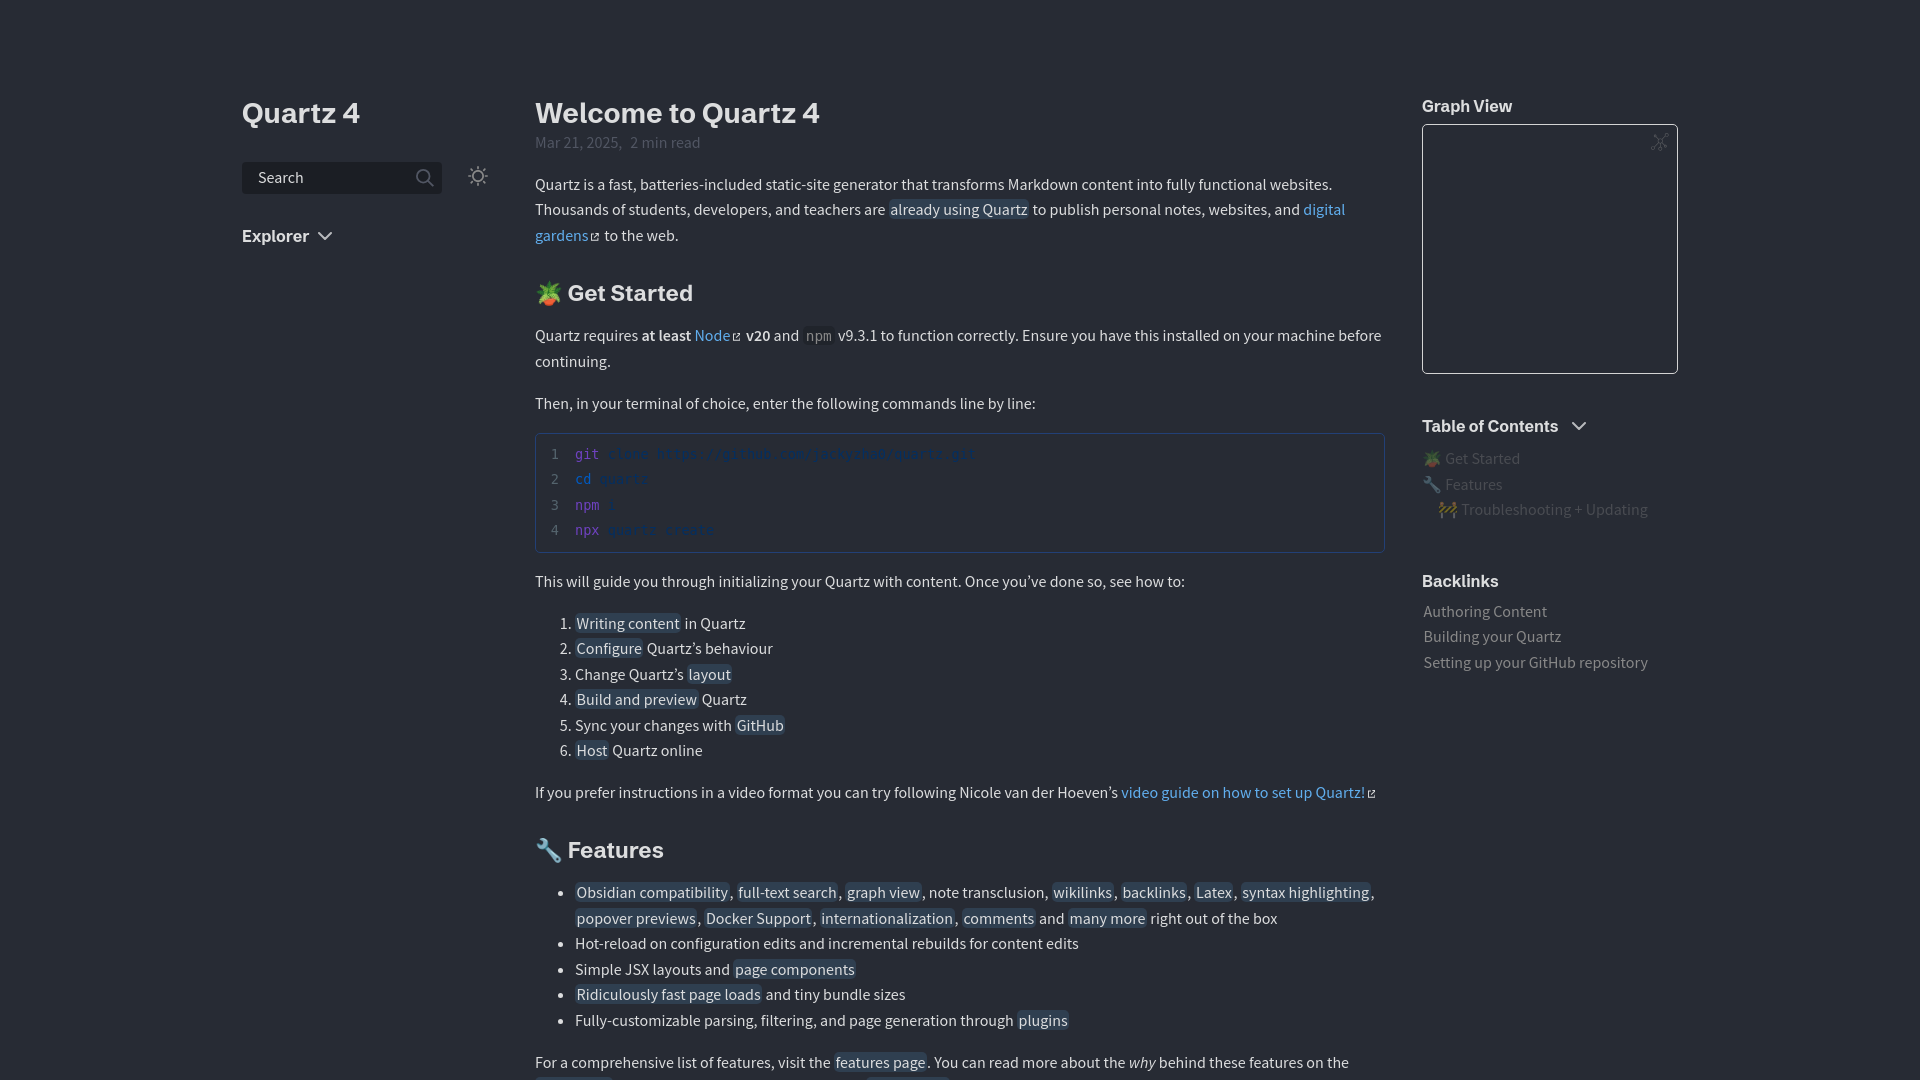 Quartz 4
Search
Explorer
Welcome to Quartz 4
Mar 21, 2025, 2 min read
Quartz is a fast, batteries-included static-site generator that transforms Markdown content into fully functional websites.
Thousands of students, developers, and teachers are already using Quartz to publish personal notes, websites, and digital
gardens to the web.
🪴 Get Started
Quartz requires at least Node v20 and npm v9.3.1 to function correctly. Ensure you have this installed on your machine before
continuing.
Then, in your terminal of choice, enter the following commands line by line:
1 git clone https://github.com/jackyzha0/quartz.git
2 cd quartz
3 npm i
4 npx quartz create
This will guide you through initializing your Quartz with content. Once you’ve done so, see how to:
1. Writing content in Quartz
2. Configure Quartz’s behaviour
3. Change Quartz’s layout
4. Build and preview Quartz
5. Sync your changes with GitHub
6. Host Quartz online
If you prefer instructions in a video format you can try following Nicole van der Hoeven’s video guide on how to set up Quartz!
🔧 Features
• Obsidian compatibility, full-text search, graph view, note transclusion, wikilinks, backlinks, Latex, syntax highlighting,
popover previews, Docker Support, internationalization, comments and many more right out of the box
• Hot-reload on configuration edits and incremental rebuilds for content edits
• Simple JSX layouts and page components
• Ridiculously fast page loads and tiny bundle sizes
• Fully-customizable parsing, filtering, and page generation through plugins
For a comprehensive list of features, visit the features page. You can read more about the why behind these features on the
Graph View
Table of Contents
🪴 Get Started
🔧 Features
🚧 Troubleshooting + Updating
Backlinks
Authoring Content
Building your Quartz
Setting up your GitHub repository